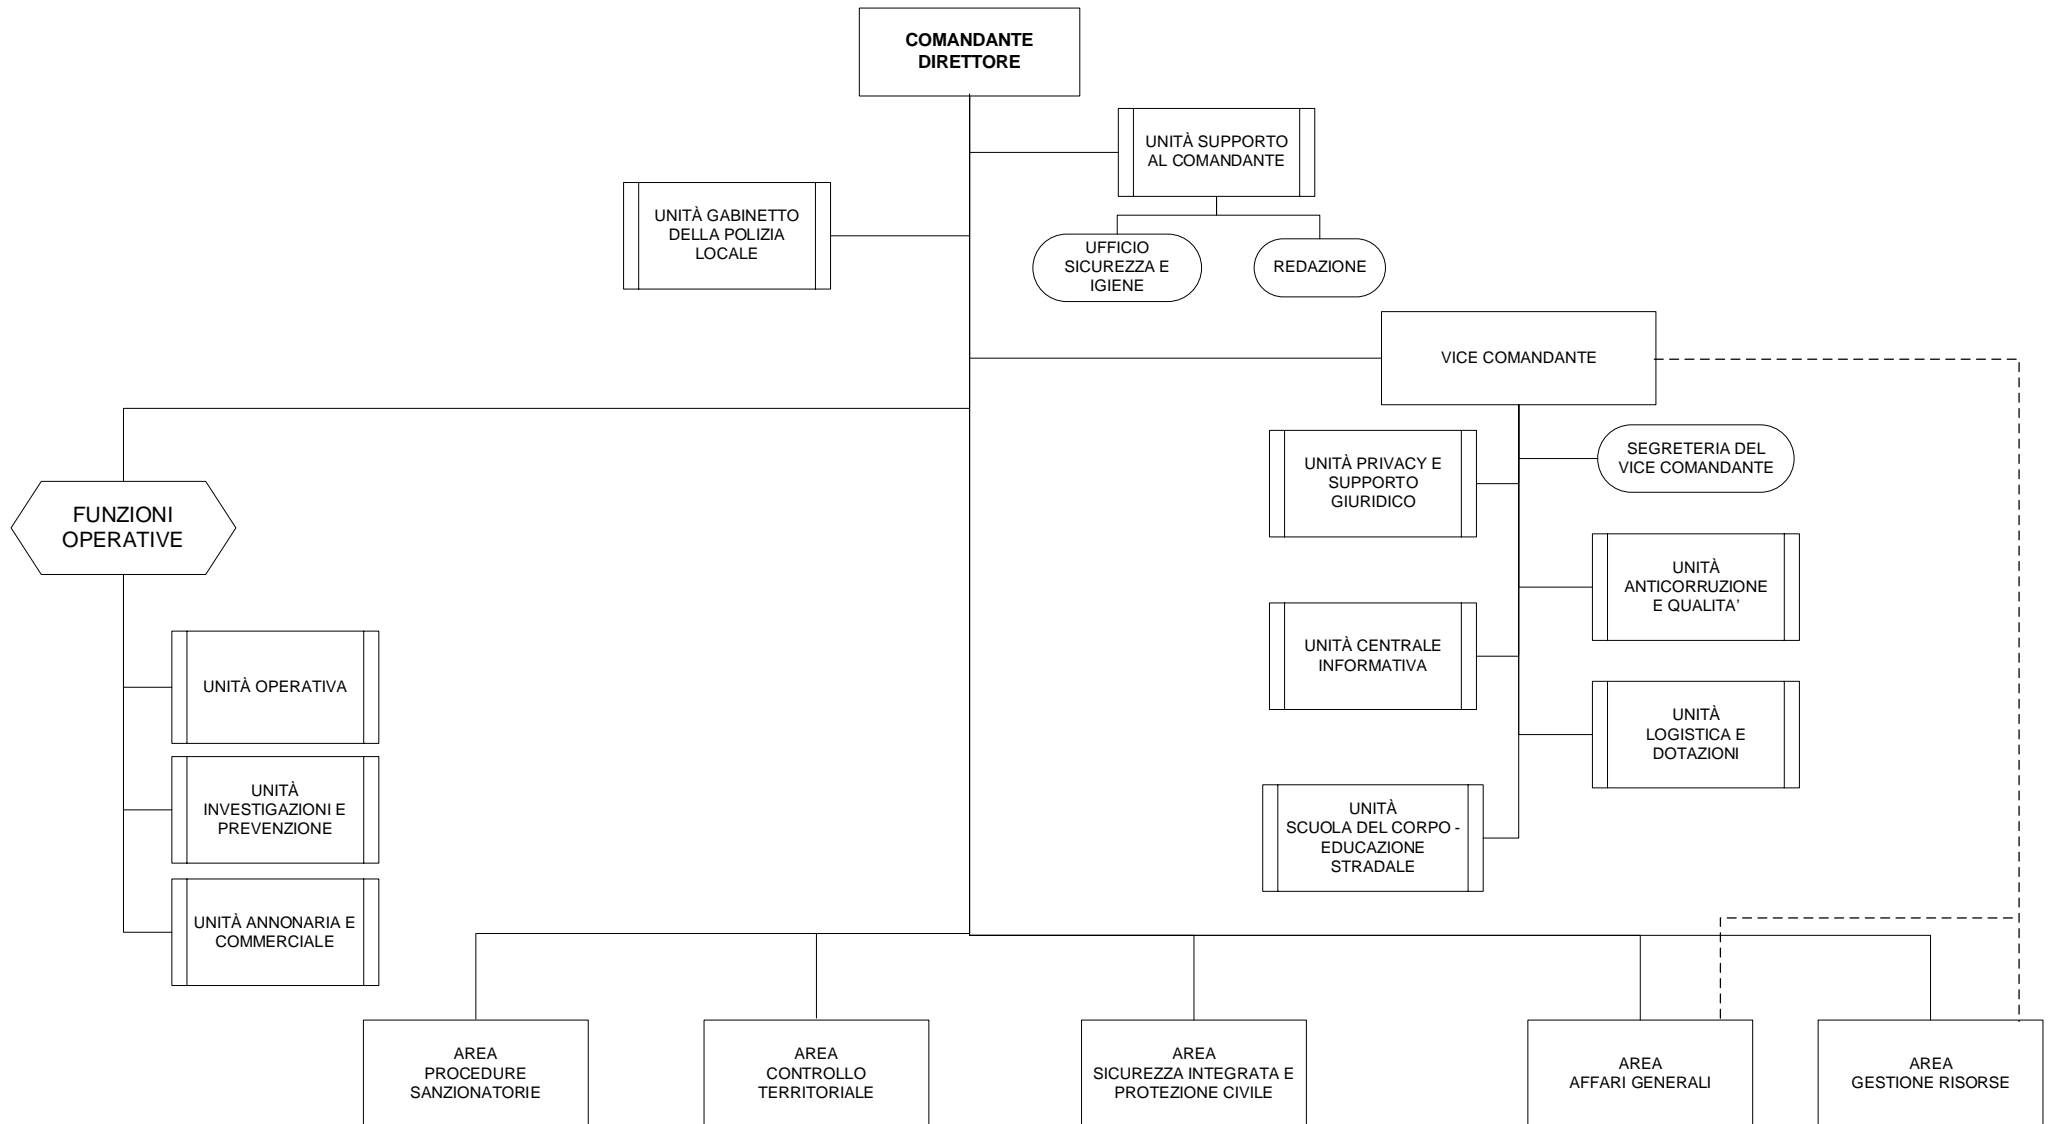 COMANDANTE
DIRETTORE
UNITÀ SUPPORTO
AL COMANDANTE
UNITÀ GABINETTO
DELLA POLIZIA
LOCALE
UFFICIO
SICUREZZA E
IGIENE
REDAZIONE
VICE COMANDANTE
UNITÀ PRIVACY E
SUPPORTO
GIURIDICO
SEGRETERIA DEL
VICE COMANDANTE
FUNZIONI
OPERATIVE
UNITÀ
ANTICORRUZIONE
E QUALITA'
UNITÀ CENTRALE
INFORMATIVA
UNITÀ OPERATIVA
UNITÀ
LOGISTICA E
DOTAZIONI
UNITÀ
INVESTIGAZIONI E
PREVENZIONE
UNITÀ
SCUOLA DEL CORPO -
EDUCAZIONE
STRADALE
UNITÀ ANNONARIA E
COMMERCIALE
AREA
PROCEDURE
SANZIONATORIE
AREA
CONTROLLO
TERRITORIALE
AREA
SICUREZZA INTEGRATA E
PROTEZIONE CIVILE
AREA
AFFARI GENERALI
AREA
GESTIONE RISORSE